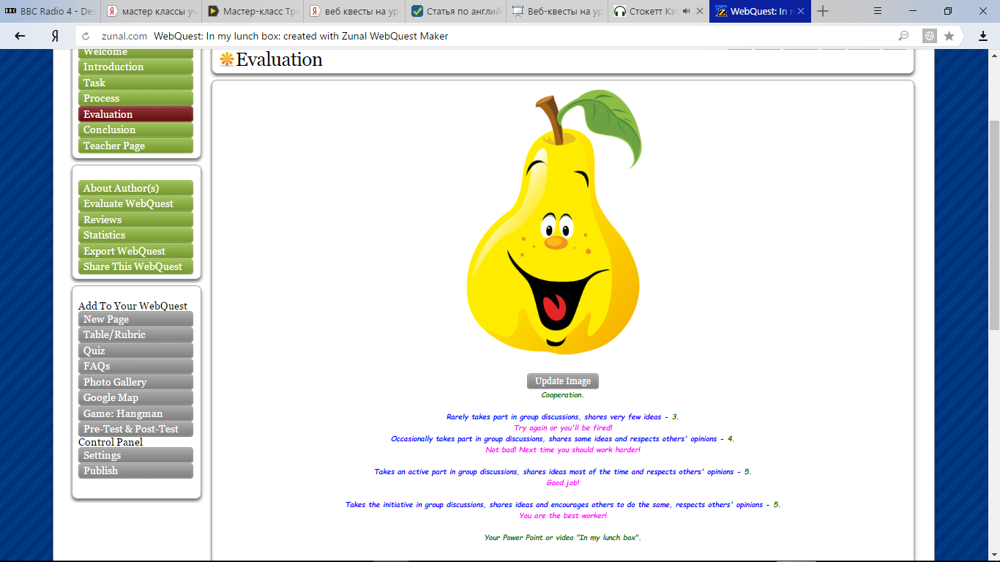 BBC Radio 4 - Des
мастер классы уч
Мастер-класс Тре
веб квесты на ур
Статья по англий
Веб-квесты на ур
Стокетт Кэт
WebQuest: In m
zunal.com WebQuest: In my lunch box: created with Zunal WebQuest Maker
Welcome
Introduction
Task
Process
Evaluation
Conclusion
Teacher Page
About Author(s)
Evaluate WebQuest
Reviews
Statistics
Export WebQuest
Share This WebQuest
Add To Your WebQuest
New Page
Table/Rubric
Quiz
FAQs
Photo Gallery
Google Map
Game: Hangman
Pre-Test & Post-Test
Control Panel
Settings
Publish
Evaluation
Update Image
Cooperation.
Rarely takes part in group discussions, shares very few ideas - 3.
Try again or you'll be fired!
Occasionally takes part in group discussions, shares some ideas and respects others' opinions - 4.
Not bad! Next time you should work harder!
Takes an active part in group discussions, shares ideas most of the time and respects others' opinions - 5.
Good job!
Takes the initiative in group discussions, shares ideas and encourages others to do the same, respects others' opinions - 5.
You are the best worker!
Your Power Point or video "In my lunch box".